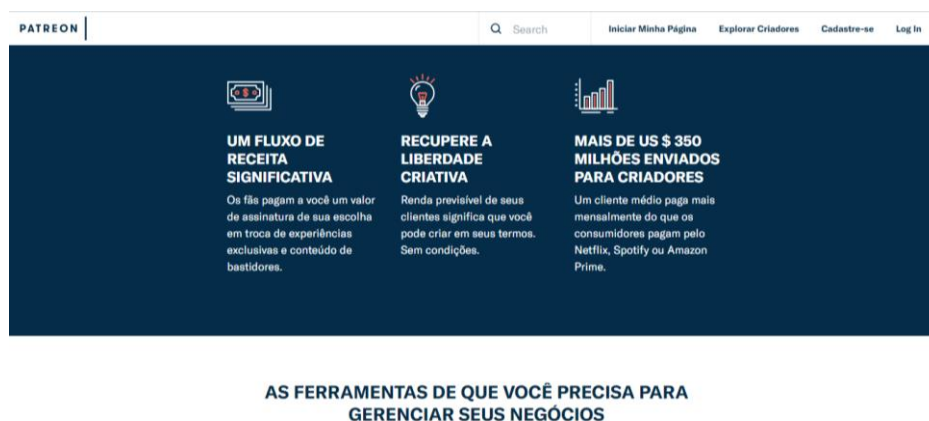 PATREON
Search
Iniciar Minha Página
Explorar Criadores
Cadastre-se
Log In
UM FLUXO DE
RECEITA
SIGNIFICATIVA
Os fãs pagam a você um valor
de assinatura de sua escolha
em troca de experiências
exclusivas e conteúdo de
bastidores.
RECUPERE A
LIBERDADE
CRIATIVA
Renda previsível de seus
clientes significa que você
pode criar em seus termos.
Sem condições.
MAIS DE US $ 350
MILHÕES ENVIADOS
PARA CRIADORES
Um cliente médio paga mais
mensalmente do que os
consumidores pagam pelo
Netflix, Spotify ou Amazon
Prime.
AS FERRAMENTAS DE QUE VOCÊ PRECISA PARA
GERENCIAR SEUS NEGÓCIOS